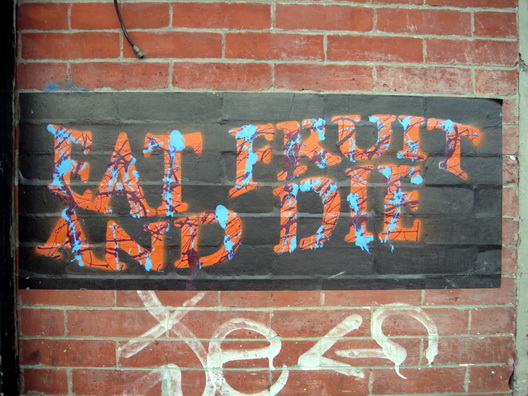 EAT FRUIT
AND DIE